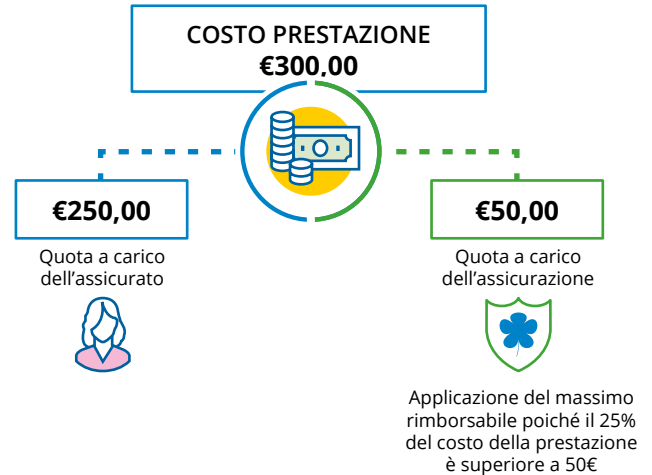 COSTO PRESTAZIONE
€300,00
€250,00
Quota a carico
dell'assicurato
€50,00
Quota a carico
dell'assicurazione
Applicazione del massimo
rimborsabile poiché il 25%
del costo della prestazione
è superiore a 50€